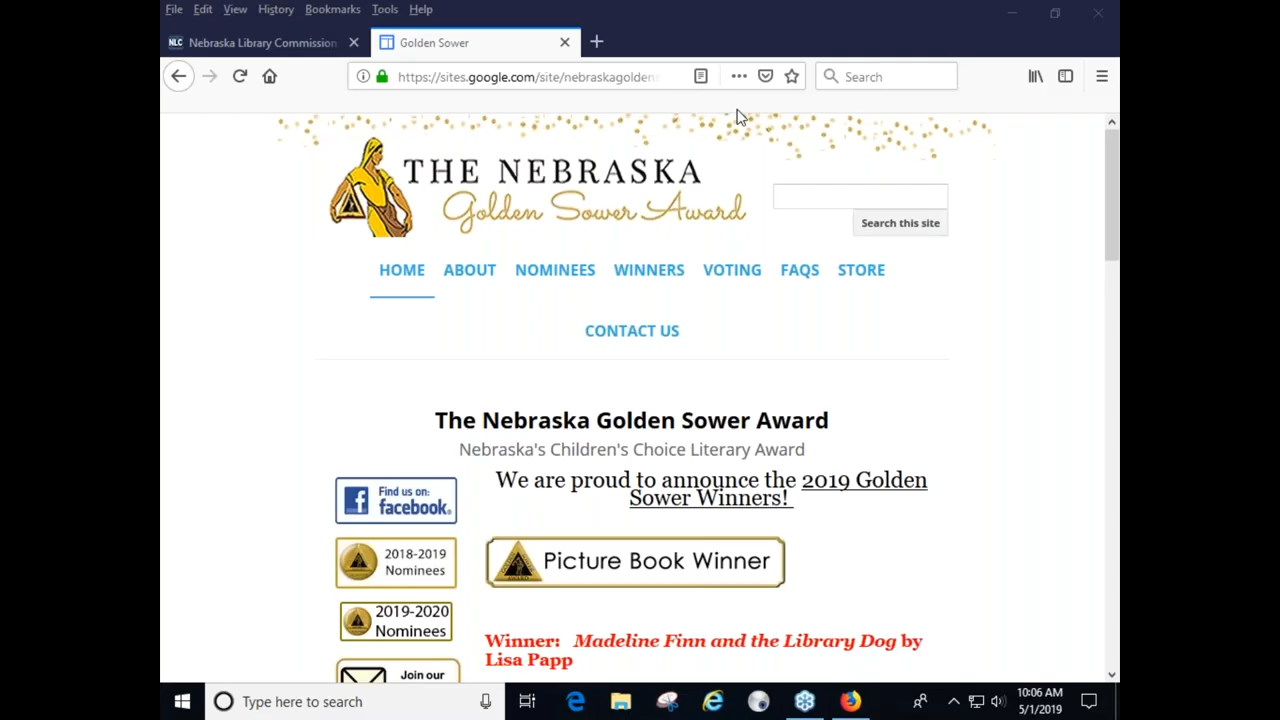 File Edit View History Bookmarks Tools Help
NLC Nebraska Library Commission
Golden Sower
https://sites.google.com/site/nebraskagoldens
Search
THE NEBRASKA
Golden Sower Award
Search this site
HOME ABOUT NOMINEES WINNERS VOTING FAQS STORE
CONTACT US
The Nebraska Golden Sower Award
Nebraska's Children's Choice Literary Award
We are proud to announce the 2019 Golden
Sower Winners!
Find us on:
facebook.
2018-2019
Nominees
Picture Book Winner
2019-2020
Nominees
Winner: Madeline Finn and the Library Dog by
Lisa Papp
Join our
Type here to search
10:06 AM
5/1/2019